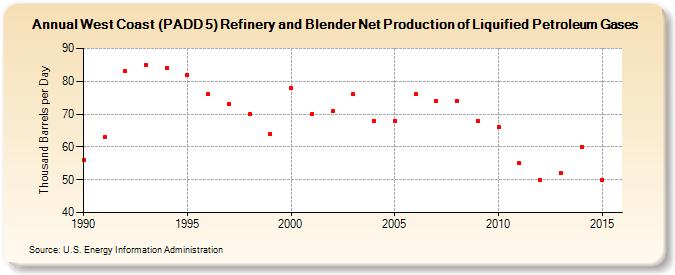 Annual West Coast (PADD 5) Refinery and Blender Net Production of Liquified Petroleum Gases
Thousand Barrels per Day
90
80
70
60
50
40
1990 1995 2000 2005 2010 2015
Source: U.S. Energy Information Administration